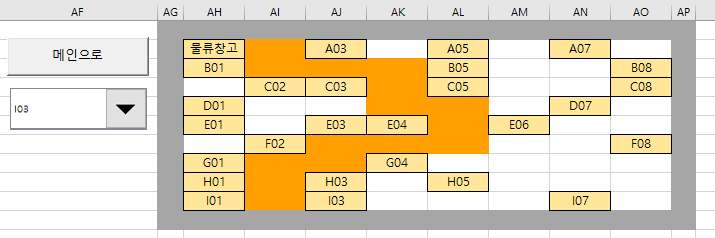 AF AG AH AI AJ AK AL AM AN AO AP
메인으로
I03
물류창고 A03 A05 A07
B01 B05 B08
C02 C03 C05 C08
D01 D07
E01 E03 E04 E06
F02 F08
G01 G04
H01 H03 H05
I01 I03 I07